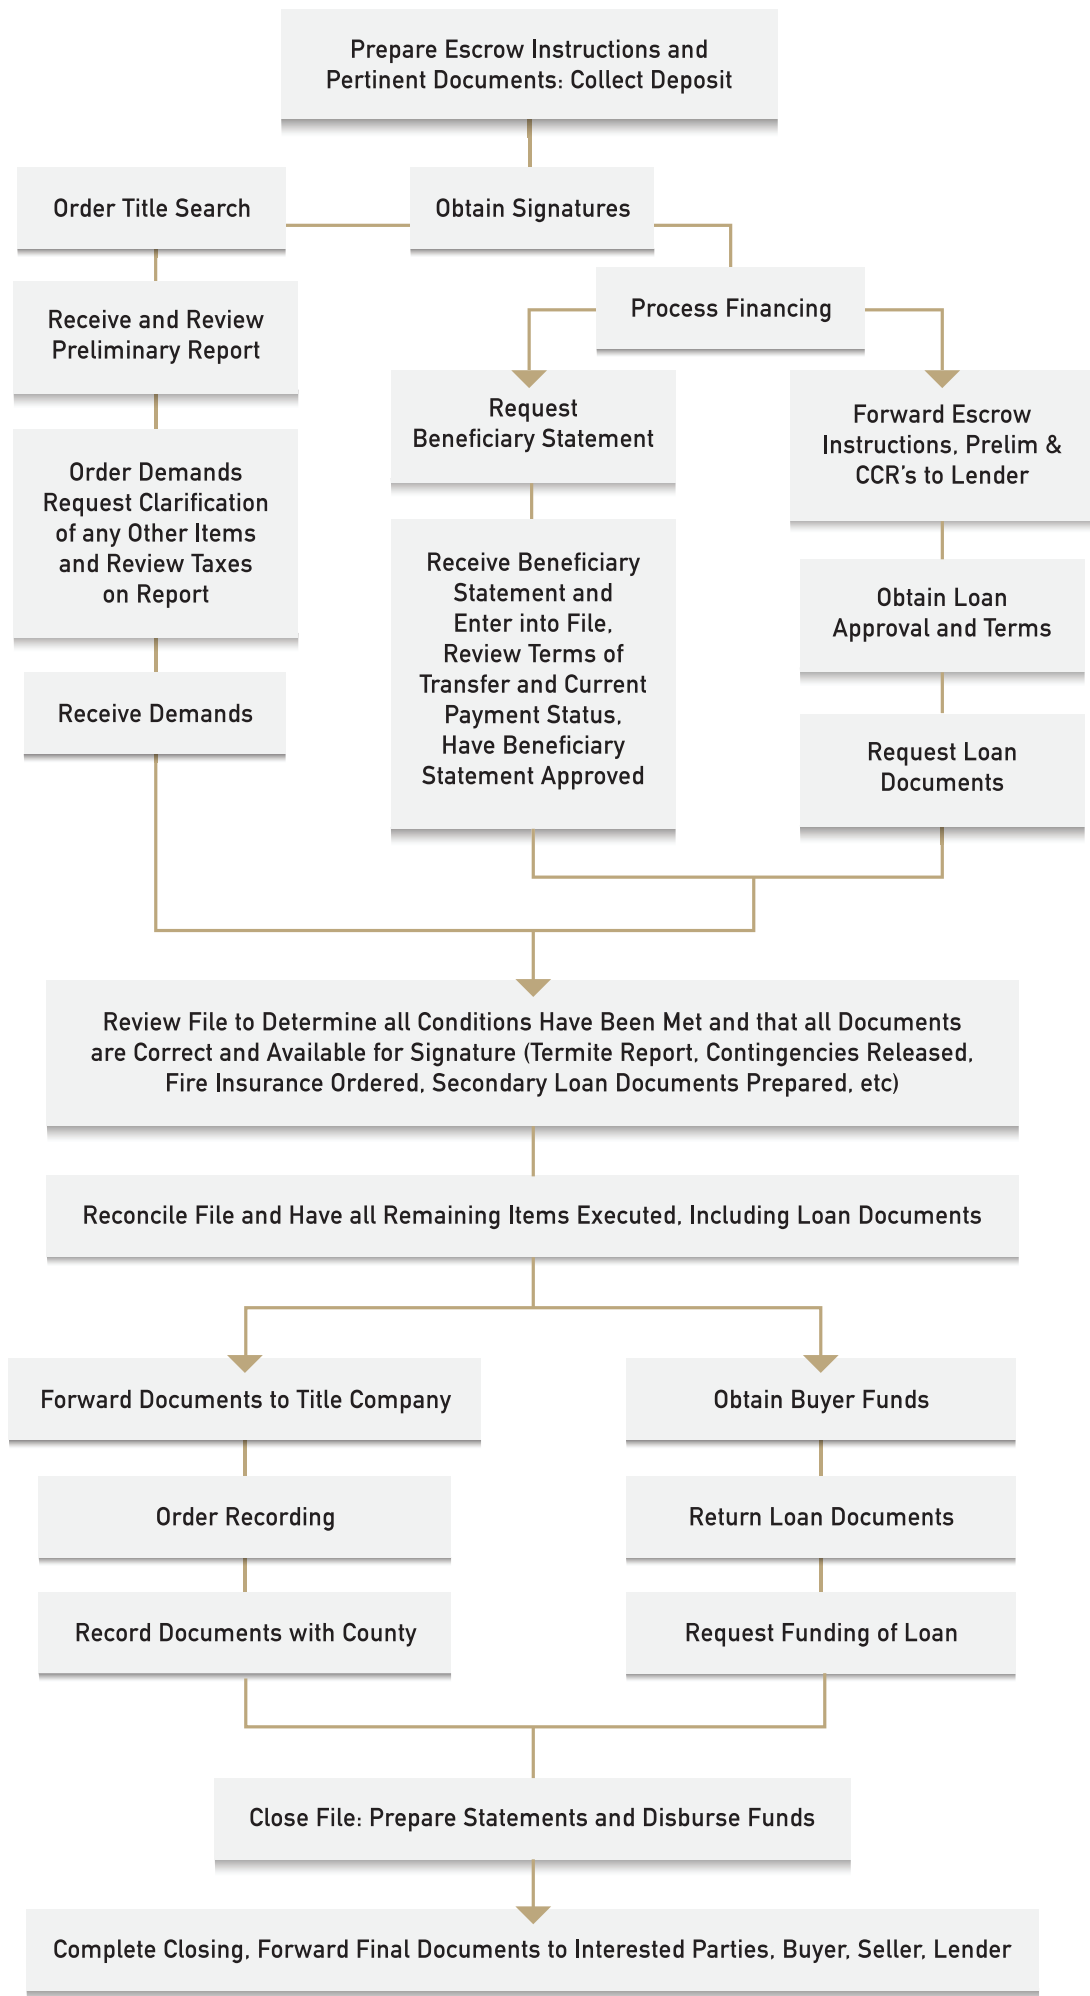 Prepare Escrow Instructions and
Pertinent Documents: Collect Deposit
Order Title Search
Obtain Signatures
Process Financing
Receive and Review
Preliminary Report
Order Demands
Request Clarification
of any Other Items
and Review Taxes
on Report
Receive Demands
Request
Beneficiary Statement
Receive Beneficiary
Statement and
Enter into File,
Review Terms of
Transfer and Current
Payment Status,
Have Beneficiary
Statement Approved
Forward Escrow
Instructions, Prelim &
CCR's to Lender
Obtain Loan
Approval and Terms
Request Loan
Documents
Review File to Determine all Conditions Have Been Met and that all Documents
are Correct and Available for Signature (Termite Report, Contingencies Released,
Fire Insurance Ordered, Secondary Loan Documents Prepared, etc)
Reconcile File and Have all Remaining Items Executed, Including Loan Documents
Forward Documents to Title Company
Order Recording
Record Documents with County
Obtain Buyer Funds
Return Loan Documents
Request Funding of Loan
Close File: Prepare Statements and Disburse Funds
Complete Closing, Forward Final Documents to Interested Parties, Buyer, Seller, Lender